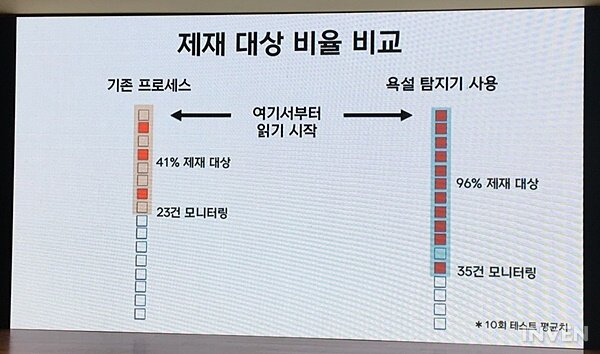 제재 대상 비율 비교
기존 프로세스
욕설 탐지기 사용
여기서부터
읽기 시작
41% 제재 대상
96% 제재 대상
23건 모니터링
35건 모니터링
* 10회 테스트 평균치
INVEN